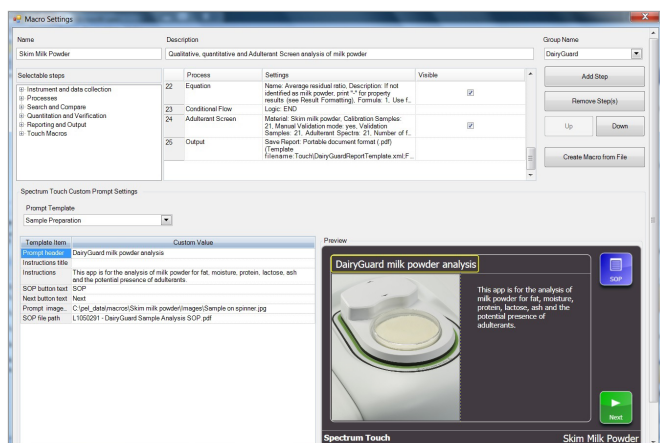 Macro Settings
Name
Description
Group Name
Skim Milk Powder
Qualitative, quantitative and Adulterant Screen analysis of milk powder
DairyGuard
Selectable steps
Instrument and data collection
Processes
Search and Compare
Quantitation and Verification
Reporting and Output
Touch Macros
Process
Settings
Visible
22
Equation
Name: Average residual ratio, Description: If not
identified as milk powder, print "-" for property
results (see Result Formatting), Formula: 1, Use f..
23
Conditional Flow
Logic: END
24
Adulterant Screen
Material: Skim milk powder, Calibration Samples:
21, Manual Validation mode: yes, Validation
Samples: 21, Adulterant Spectra: 21, Number of f..
25
Output
Save Report: Portable document format (.pdf)
(Template
filename:Touch\DairyGuardReportTemplate.xml;F...
Add Step
Remove Step(s)
Up
Down
Create Macro from File
Spectrum Touch Custom Prompt Settings
Prompt Template
Sample Preparation
Template Item
Custom Value
Prompt header
DairyGuard milk powder analysis
Instructions title
Instructions
This app is for the analysis of milk powder for fat, moisture, protein, lactose, ash
and the potential presence of adulterants.
SOP button text
SOP
Next button text
Next
Prompt image..
C:\pel_data\macros\Skim milk powder\Images\Sample on spinner.jpg
SOP file path
L1050291 - DairyGuard Sample Analysis SOP.pdf
Preview
DairyGuard milk powder analysis
SOP
This app is for the analysis of
milk powder for fat, moisture,
protein, lactose, ash and the
potential presence of
adulterants.
Next
Spectrum Touch
Skim Milk Powder